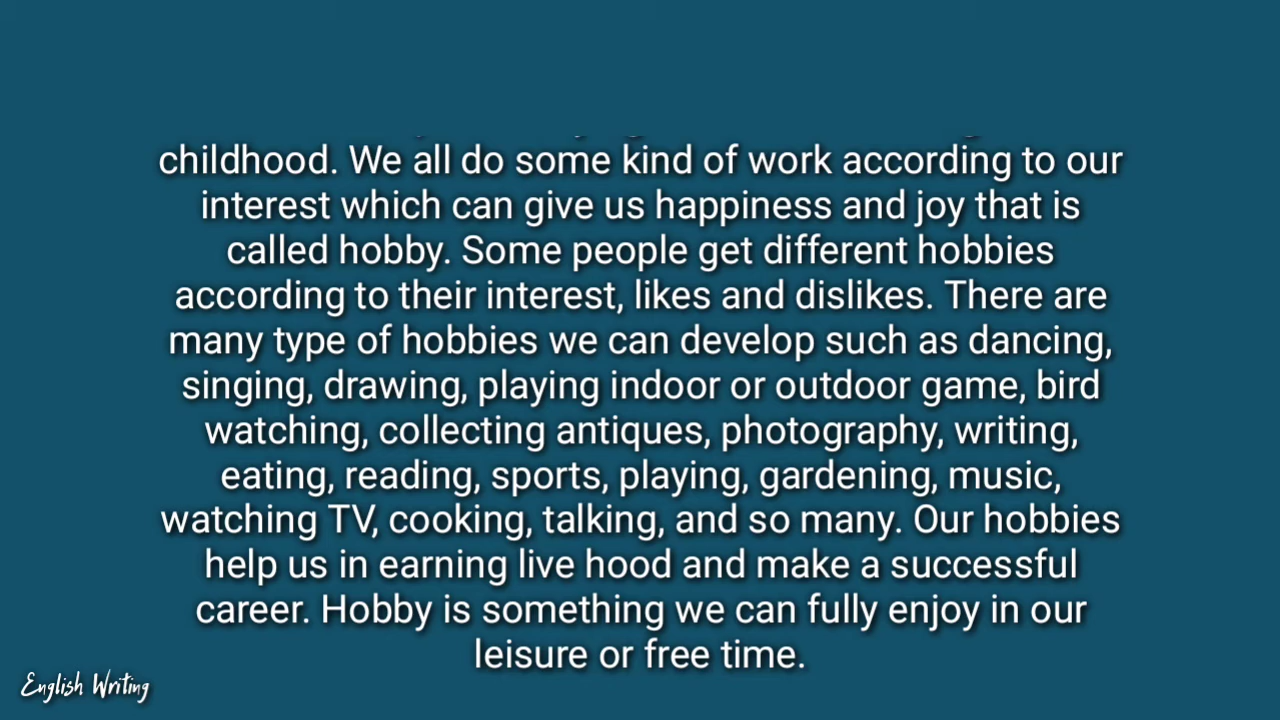 childhood. We all do some kind of work according to our
interest which can give us happiness and joy that is
called hobby. Some people get different hobbies
according to their interest, likes and dislikes. There are
many type of hobbies we can develop such as dancing,
singing, drawing, playing indoor or outdoor game, bird
watching, collecting antiques, photography, writing,
eating, reading, sports, playing, gardening, music,
watching TV, cooking, talking, and so many. Our hobbies
help us in earning live hood and make a successful
career. Hobby is something we can fully enjoy in our
leisure or free time.
English Writing